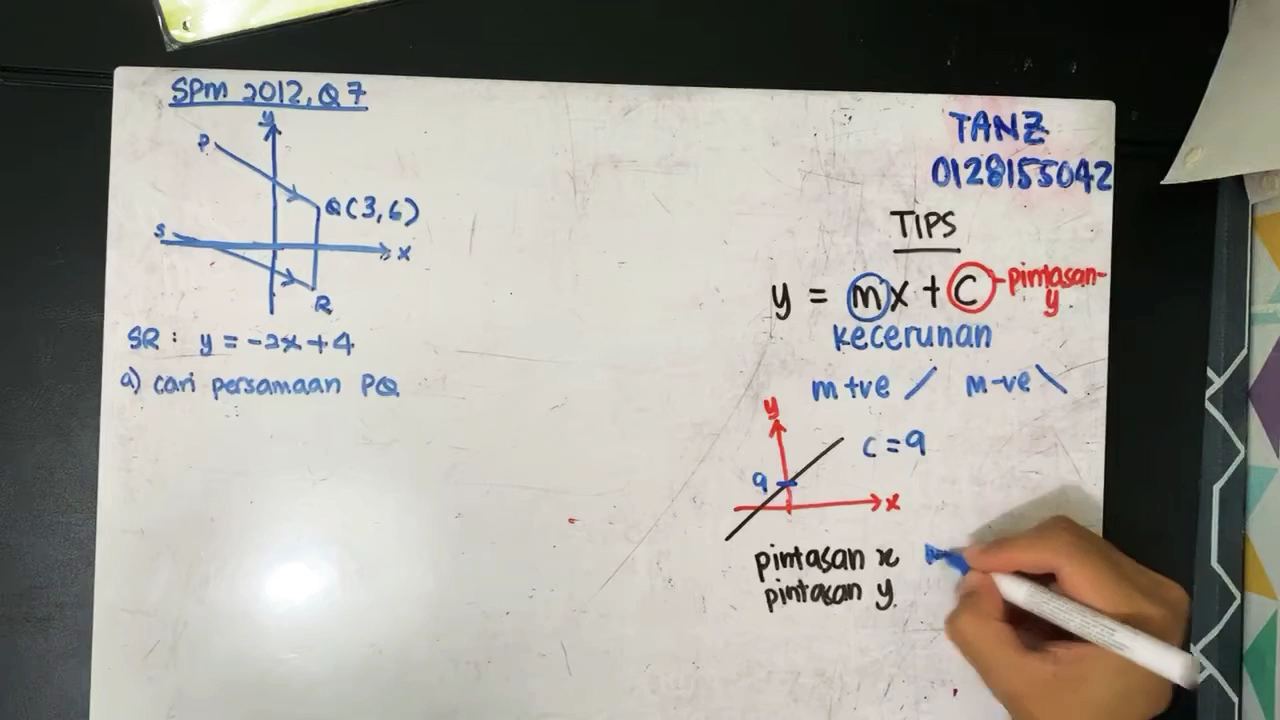 SPM 2012, Q7
y
P
Q(3,6)
S
x
R
SR : y = -2x+4
a) cari persamaan PQ
TANZ
0128155042
TIPS
y = mx + c -pintasan-
y
kecerunan
m +ve / m -ve \
y
c = 9
9
x
pintasan x
pintasan y